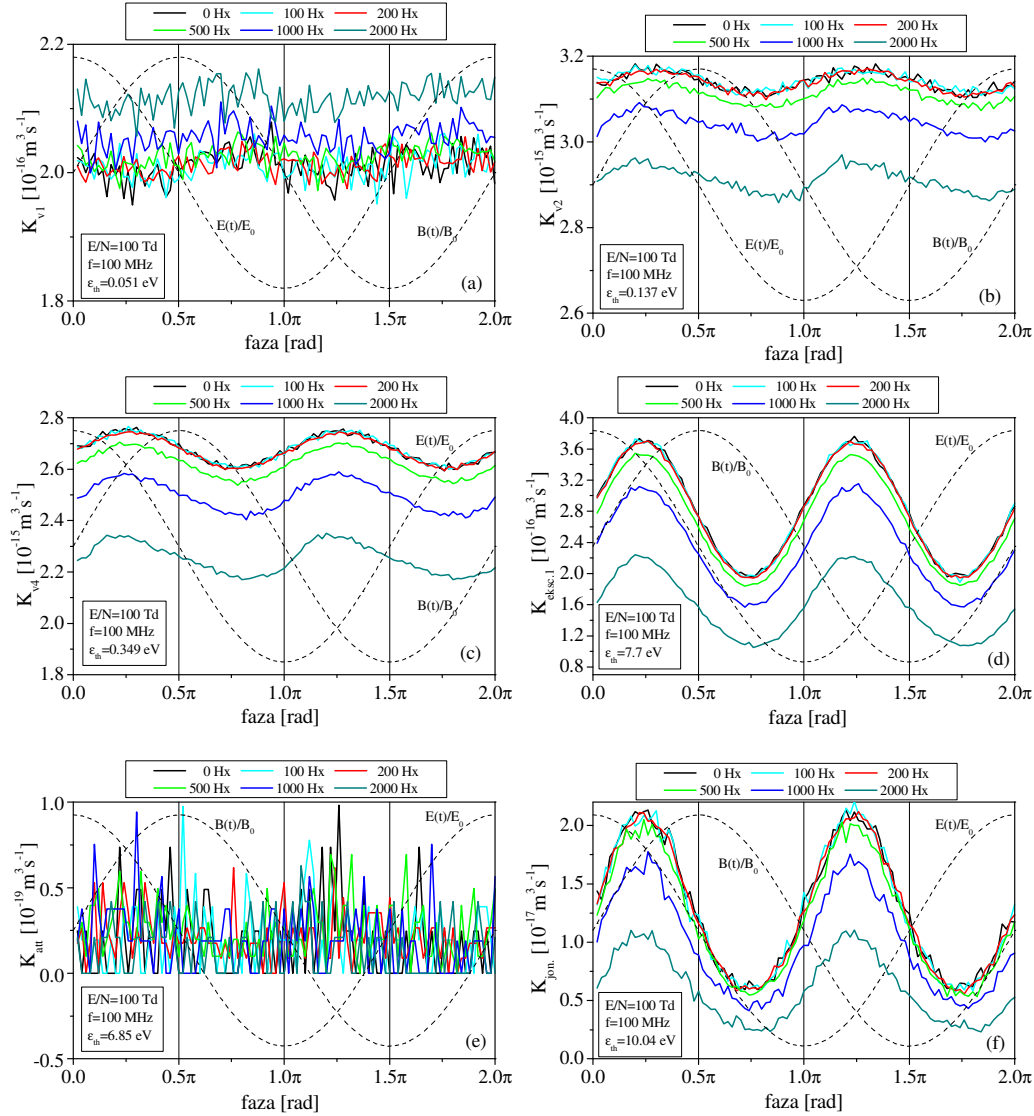 0 Hx 100 Hx 200 Hx
500 Hx 1000 Hx 2000 Hx
2.2
2.0
1.8
K_v1 [10^-16 m^3 s^-1]
E(t)/E_0
B(t)/B_0
E/N=100 Td
f=100 MHz
ε_th=0.051 eV
(a)
0.0 0.5π 1.0π 1.5π 2.0π
faza [rad]
0 Hx 100 Hx 200 Hx
500 Hx 1000 Hx 2000 Hx
3.2
3.0
2.8
2.6
K_v2 [10^-15 m^3 s^-1]
E(t)/E_0
B(t)/B_0
E/N=100 Td
f=100 MHz
ε_th=0.137 eV
(b)
0.0 0.5π 1.0π 1.5π 2.0π
faza [rad]
0 Hx 100 Hx 200 Hx
500 Hx 1000 Hx 2000 Hx
2.8
2.6
2.4
2.2
2.0
1.8
K_v4 [10^-15 m^3 s^-1]
E(t)/E_0
B(t)/B_0
E/N=100 Td
f=100 MHz
ε_th=0.349 eV
(c)
0.0 0.5π 1.0π 1.5π 2.0π
faza [rad]
0 Hx 100 Hx 200 Hx
500 Hx 1000 Hx 2000 Hx
4.0
3.6
3.2
2.8
2.4
2.0
1.6
1.2
0.8
K_eksc.1 [10^-16 m^3 s^-1]
E(t)/E_0
B(t)/B_0
E/N=100 Td
f=100 MHz
ε_th=7.7 eV
(d)
0.0 0.5π 1.0π 1.5π 2.0π
faza [rad]
0 Hx 100 Hx 200 Hx
500 Hx 1000 Hx 2000 Hx
1.0
0.5
0.0
-0.5
K_att [10^-19 m^3 s^-1]
B(t)/B_0
E(t)/E_0
E/N=100 Td
f=100 MHz
ε_th=6.85 eV
(e)
0.0 0.5π 1.0π 1.5π 2.0π
faza [rad]
0 Hx 100 Hx 200 Hx
500 Hx 1000 Hx 2000 Hx
2.0
1.5
1.0
0.5
0.0
K_jon. [10^-17 m^3 s^-1]
E(t)/E_0
B(t)/B_0
E/N=100 Td
f=100 MHz
ε_th=10.04 eV
(f)
0.0 0.5π 1.0π 1.5π 2.0π
faza [rad]